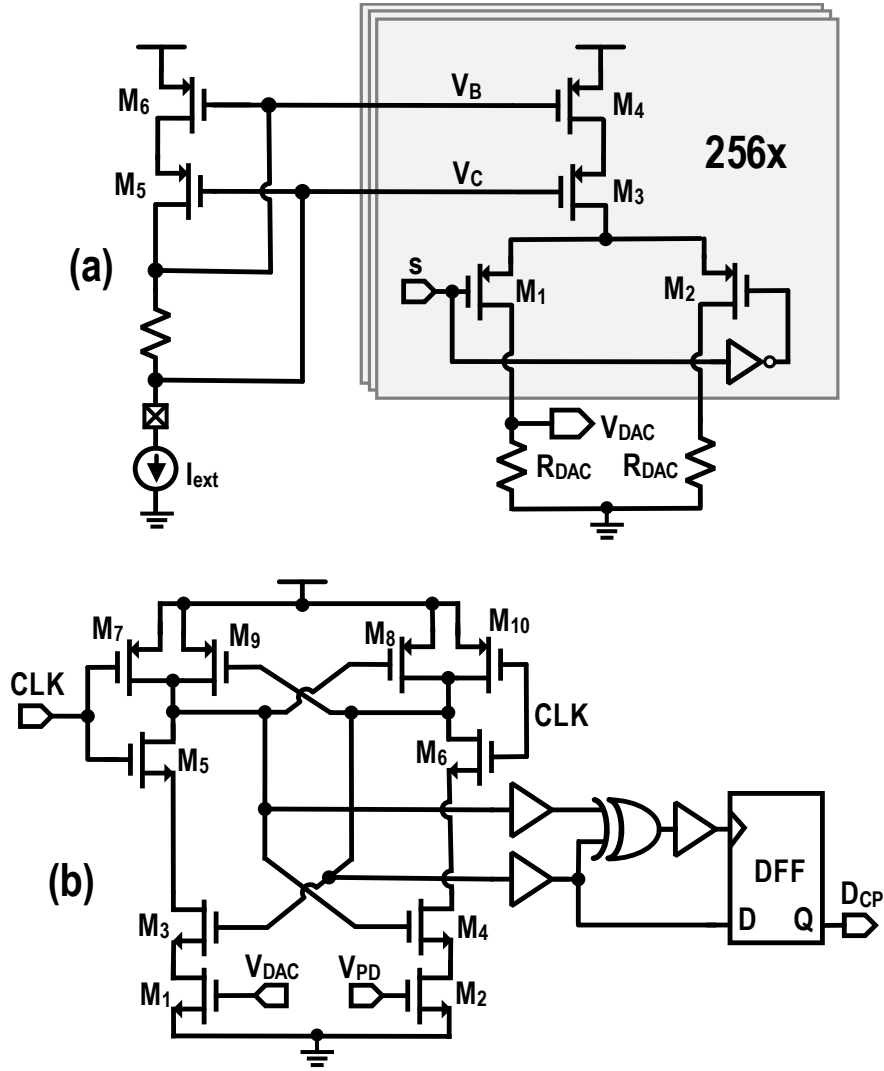 M6
VB
M4
256x
M5
VC
M3
(a)
s
M1
M2
VDAC
RDAC
RDAC
Iext
M7
M9
M8
M10
CLK
CLK
M5
M6
(b)
DFF
DCP
D
Q
M3
M4
VDAC
VPD
M1
M2